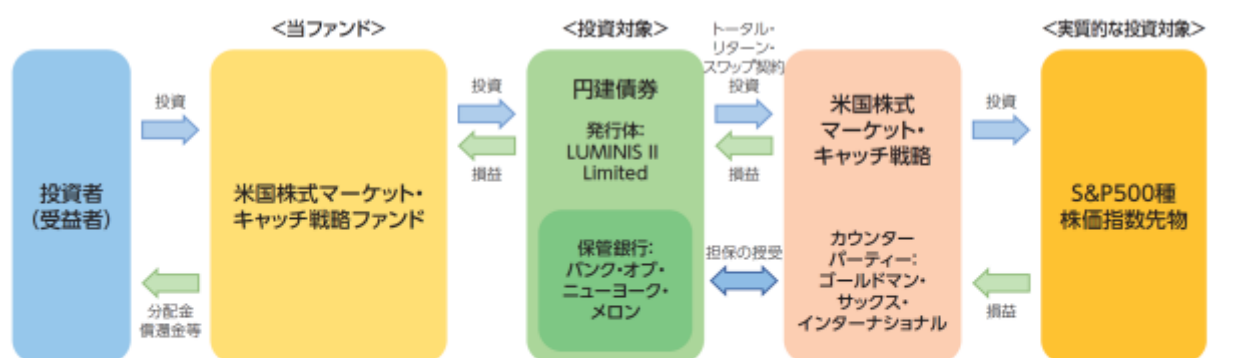 <当ファンド>
<投資対象>
トータル・
リターン・
スワップ契約
<実質的な投資対象>
投資者
(受益者)
投資
分配金
償還金等
米国株式マーケット・
キャッチ戦略ファンド
投資
損益
円建債券
発行体:
LUMINIS II
Limited
保管銀行:
バンク・オブ・
ニューヨーク・
メロン
投資
損益
担保の授受
米国株式
マーケット・
キャッチ戦略
カウンター
パーティー:
ゴールドマン・
サックス・
インターナショナル
投資
損益
S&P500種
株価指数先物